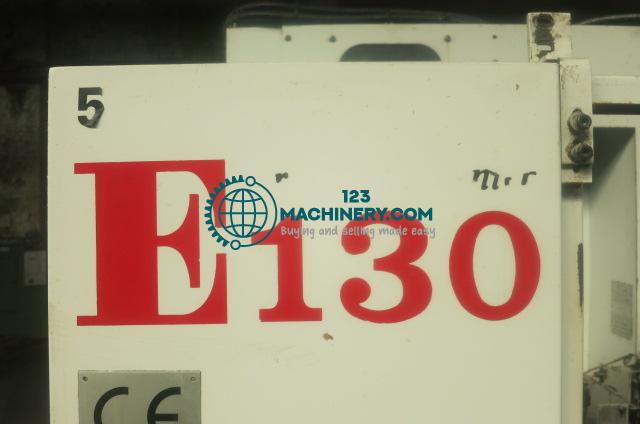 5
E130
123
MACHINERY.COM
Buying and selling made easy
CE